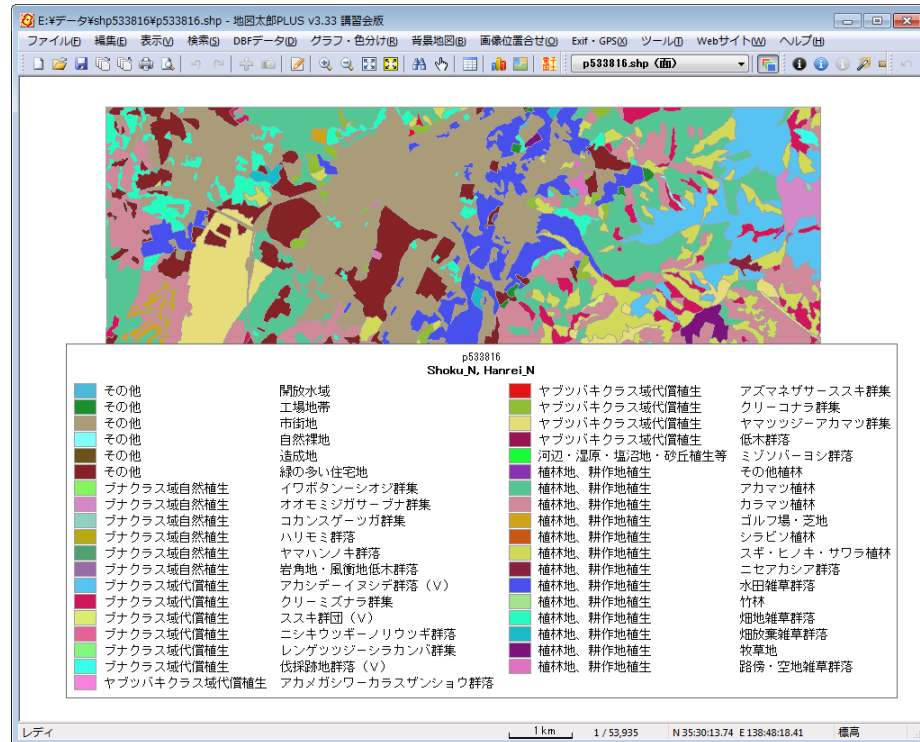 E:¥データ¥shp533816¥p533816.shp - 地図太郎PLUS v3.33 講習会版
ファイル(F) 編集(E) 表示(V) 検索(S) DBFデータ(D) グラフ・色分け(R) 背景地図(B) 画像位置合せ(O) Exif・GPS(X) ツール(T) Webサイト(W) ヘルプ(H)
p533816.shp (面)
p533816
Shoku_N, Hanrei_N
その他 開放水域
その他 工場地帯
その他 市街地
その他 自然裸地
その他 造成地
その他 緑の多い住宅地
ブナクラス域自然植生 イワボタンーシオジ群集
ブナクラス域自然植生 オオモミジガサーブナ群集
ブナクラス域自然植生 コカンスゲーツガ群集
ブナクラス域自然植生 ハリモミ群落
ブナクラス域自然植生 ヤマハンノキ群落
ブナクラス域自然植生 岩角地・風衝地低木群落
ブナクラス域代償植生 アカシデーイヌシデ群落(V)
ブナクラス域代償植生 クリーミズナラ群集
ブナクラス域代償植生 ススキ群団(V)
ブナクラス域代償植生 ニシキウツギーノリウツギ群落
ブナクラス域代償植生 レンゲツツジーシラカンバ群集
ブナクラス域代償植生 伐採跡地群落(V)
ヤブツバキクラス域代償植生 アカメガシワーカラスザンショウ群落
ヤブツバキクラス域代償植生 アズマネザサーススキ群集
ヤブツバキクラス域代償植生 クリーコナラ群集
ヤブツバキクラス域代償植生 ヤマツツジーアカマツ群集
ヤブツバキクラス域代償植生 低木群落
河辺・湿原・塩沼地・砂丘植生等 ミゾソバーヨシ群落
植林地、耕作地植生 その他植林
植林地、耕作地植生 アカマツ植林
植林地、耕作地植生 カラマツ植林
植林地、耕作地植生 ゴルフ場・芝地
植林地、耕作地植生 シラビソ植林
植林地、耕作地植生 スギ・ヒノキ・サワラ植林
植林地、耕作地植生 ニセアカシア群落
植林地、耕作地植生 水田雑草群落
植林地、耕作地植生 竹林
植林地、耕作地植生 畑地雑草群落
植林地、耕作地植生 畑放棄雑草群落
植林地、耕作地植生 牧草地
植林地、耕作地植生 路傍・空地雑草群落
レディ 1 km 1 / 53,935 N 35:30:13.74 E 138:48:18.41 標高